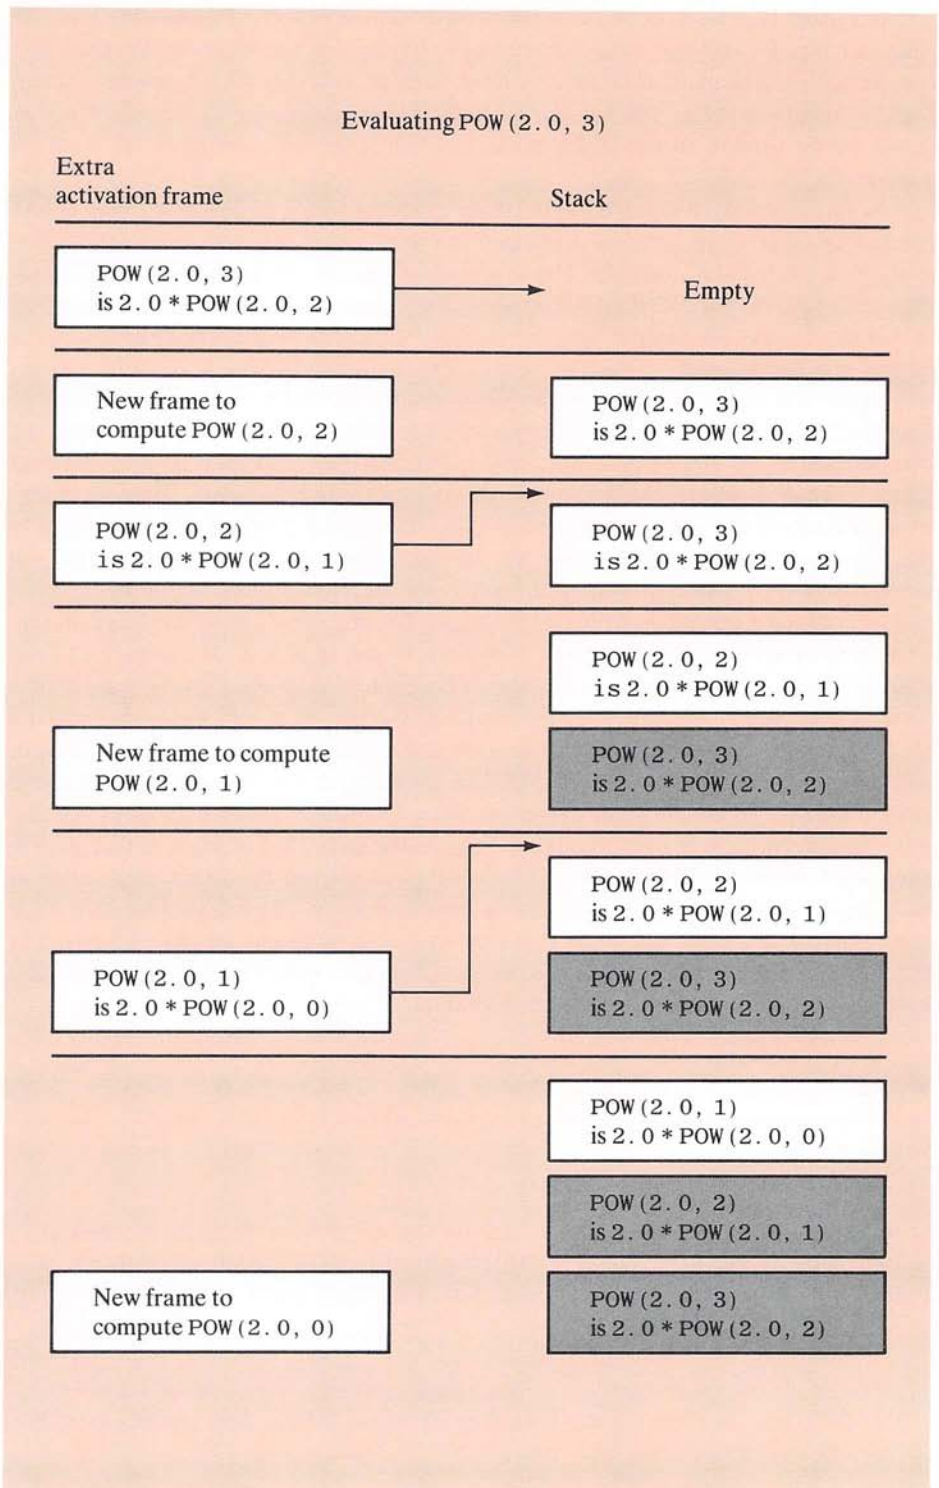 Evaluating POW(2.0, 3)
Extra
activation frame
Stack
POW(2.0, 3)
is 2.0 * POW(2.0, 2)
Empty
New frame to
compute POW(2.0, 2)
POW(2.0, 3)
is 2.0 * POW(2.0, 2)
POW(2.0, 2)
is 2.0 * POW(2.0, 1)
POW(2.0, 3)
is 2.0 * POW(2.0, 2)
POW(2.0, 2)
is 2.0 * POW(2.0, 1)
New frame to compute
POW(2.0, 1)
POW(2.0, 3)
is 2.0 * POW(2.0, 2)
POW(2.0, 2)
is 2.0 * POW(2.0, 1)
POW(2.0, 1)
is 2.0 * POW(2.0, 0)
POW(2.0, 3)
is 2.0 * POW(2.0, 2)
POW(2.0, 1)
is 2.0 * POW(2.0, 0)
POW(2.0, 2)
is 2.0 * POW(2.0, 1)
New frame to
compute POW(2.0, 0)
POW(2.0, 3)
is 2.0 * POW(2.0, 2)